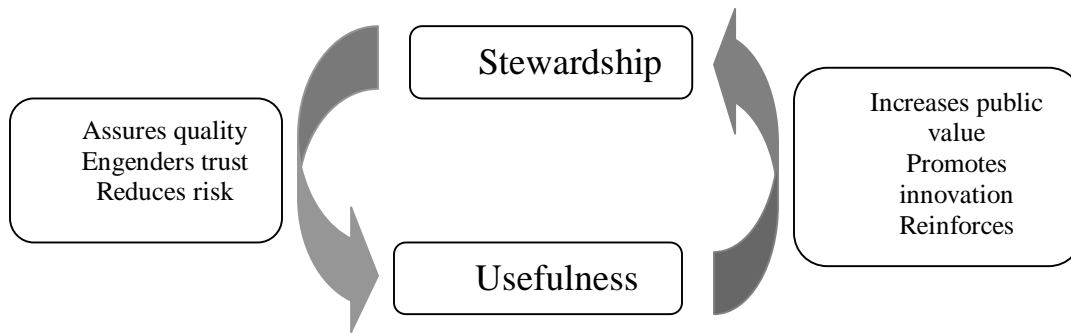 Stewardship
Assures quality
Engenders trust
Reduces risk
Increases public
value
Promotes
innovation
Reinforces
Usefulness